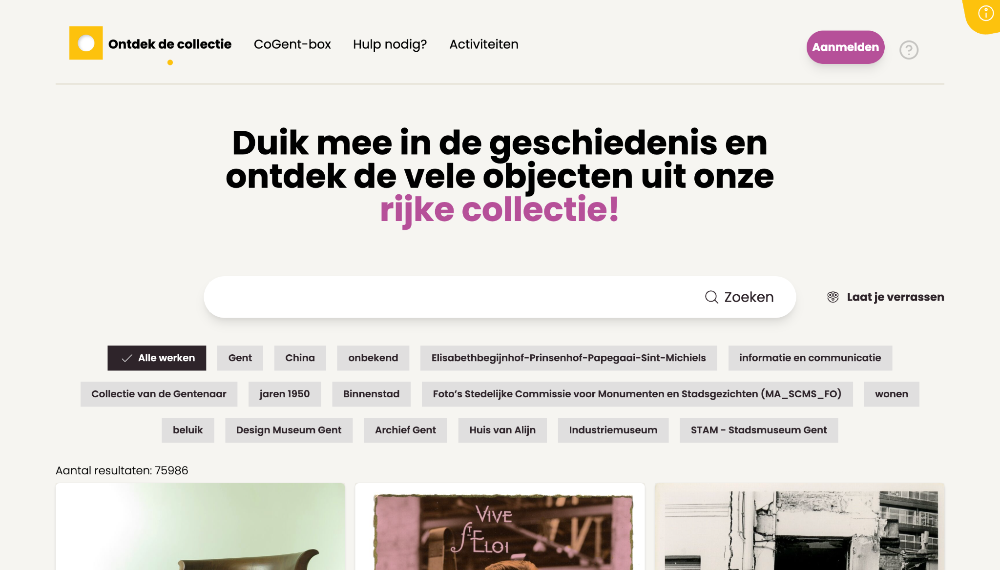 Ontdek de collectie CoGent-box Hulp nodig? Activiteiten Aanmelden
Duik mee in de geschiedenis en
ontdek de vele objecten uit onze
rijke collectie!
Zoeken Laat je verrassen
Alle werken Gent China onbekend Elisabethbegijnhof-Prinsenhof-Papegaai-Sint-Michiels informatie en communicatie
Collectie van de Gentenaar jaren 1950 Binnenstad Foto’s Stedelijke Commissie voor Monumenten en Stadsgezichten (MA_SCMS_FO) wonen
beluik Design Museum Gent Archief Gent Huis van Alijn Industriemuseum STAM - Stadsmuseum Gent
Aantal resultaten: 75986
VIVE
ST ELOI